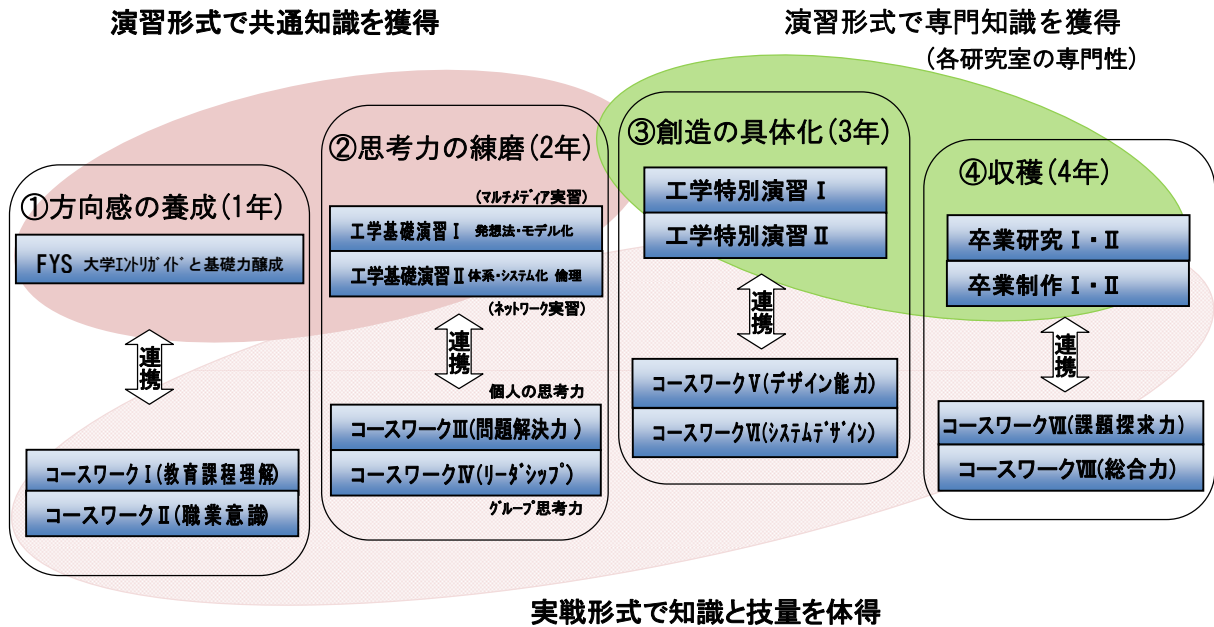 演習形式で共通知識を獲得
演習形式で専門知識を獲得
(各研究室の専門性)
①方向感の養成(1年)
FYS 大学ｴﾝﾄﾘｶﾞｲﾄﾞと基礎力醸成
連携
コースワークⅠ(教育課程理解)
コースワークⅡ(職業意識)
②思考力の練磨(2年)
(マルチメディア実習)
工学基礎演習Ⅰ 発想法・モデル化
工学基礎演習Ⅱ 体系・システム化 倫理
(ネットワーク実習)
連携
個人の思考力
コースワークⅢ(問題解決力)
コースワークⅣ(リーダシップ)
グループ思考力
③創造の具体化(3年)
工学特別演習Ⅰ
工学特別演習Ⅱ
連携
コースワークⅤ(デザイン能力)
コースワークⅥ(システムデザイン)
④収穫(4年)
卒業研究Ⅰ・Ⅱ
卒業制作Ⅰ・Ⅱ
連携
コースワークⅦ(課題探求力)
コースワークⅧ(総合力)
実戦形式で知識と技量を体得